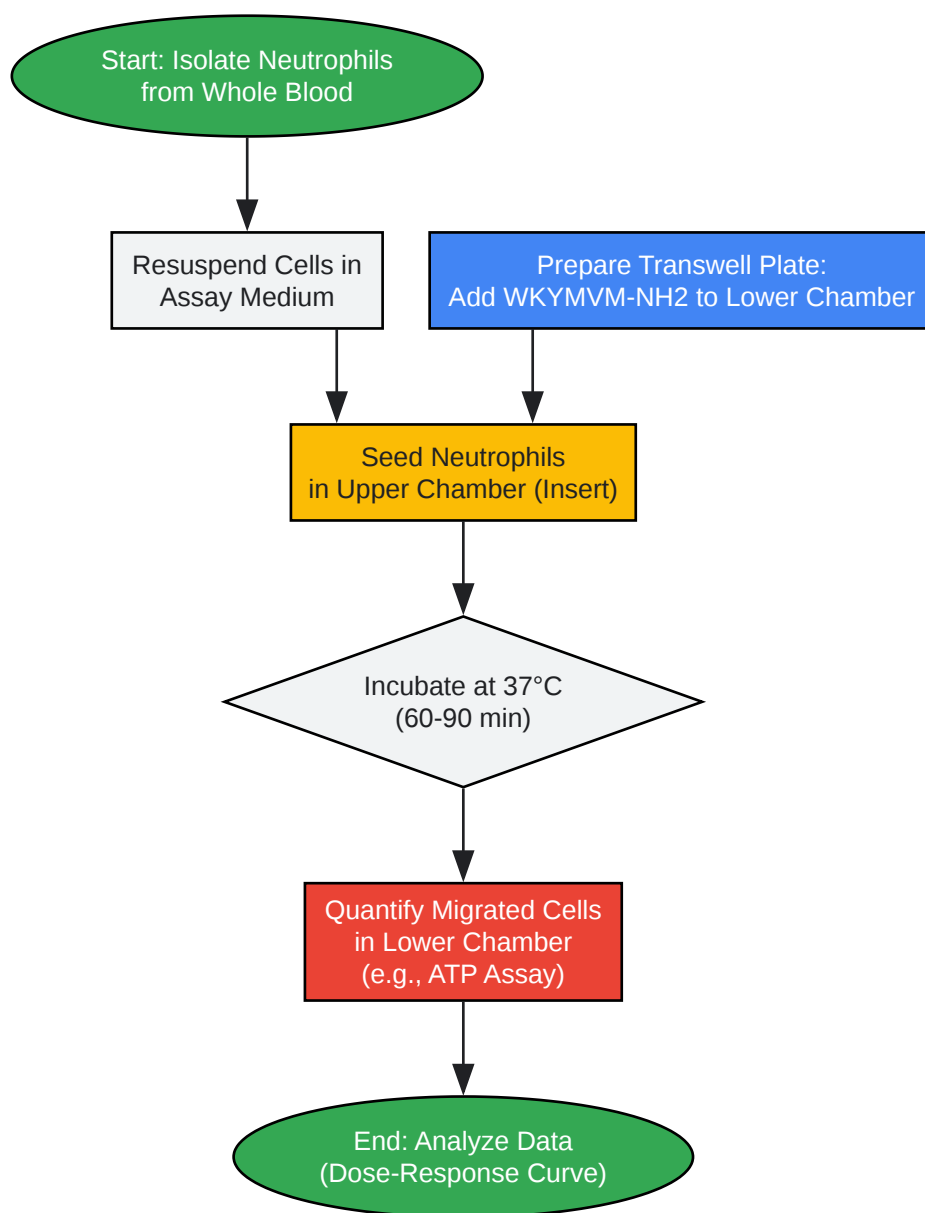 Start: Isolate Neutrophils
from Whole Blood
Resuspend Cells in
Assay Medium
Prepare Transwell Plate:
Add WKYMVM-NH2 to Lower Chamber
Seed Neutrophils
in Upper Chamber (Insert)
Incubate at 37°C
(60-90 min)
Quantify Migrated Cells
in Lower Chamber
(e.g., ATP Assay)
End: Analyze Data
(Dose-Response Curve)